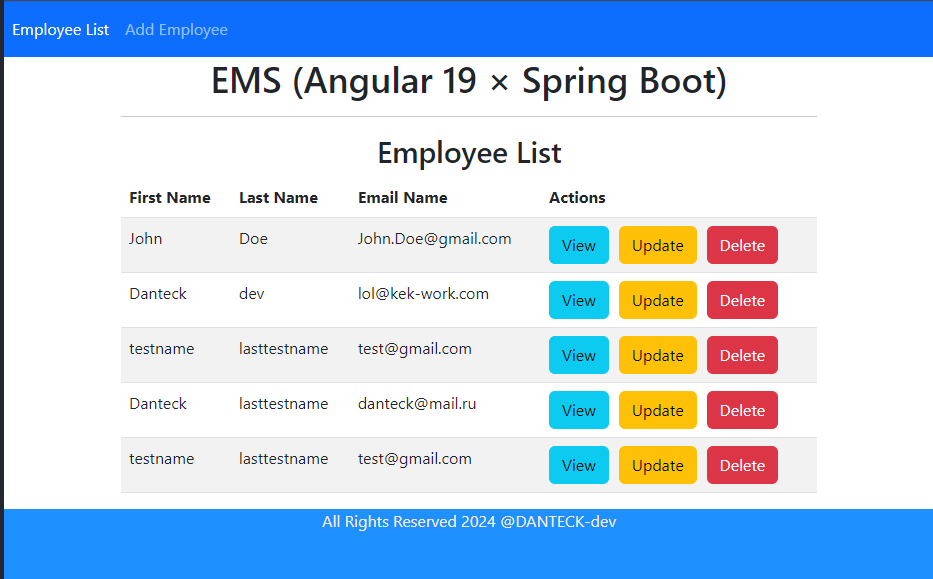 Employee List Add Employee
EMS (Angular 19 × Spring Boot)
Employee List
First Name Last Name Email Name Actions
John Doe John.Doe@gmail.com View Update Delete
Danteck dev lol@kek-work.com View Update Delete
testname lasttestname test@gmail.com View Update Delete
Danteck lasttestname danteck@mail.ru View Update Delete
testname lasttestname test@gmail.com View Update Delete
All Rights Reserved 2024 @DANTECK-dev